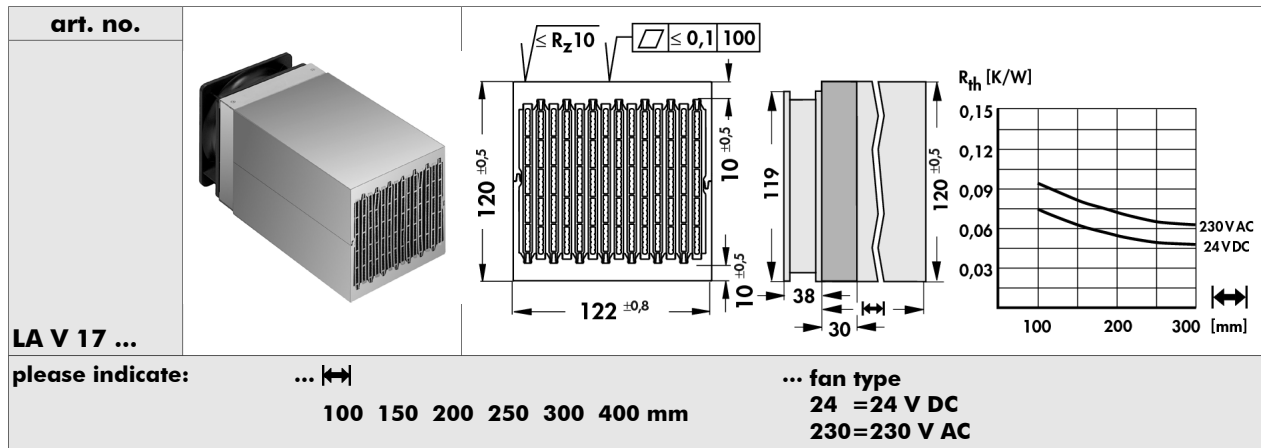 art. no.
LA V 17 ...
≤ Rz10
≤ 0,1 100
120 ±0,5
10 ±0,5
10 ±0,5
122 ±0,8
119
38
30
120 ±0,5
Rth [K/W]
0,15
0,12
0,09
0,06
0,03
230 V AC
24 V DC
100 200 300 [mm]
please indicate:
...
100 150 200 250 300 400 mm
... fan type
24 =24 V DC
230=230 V AC